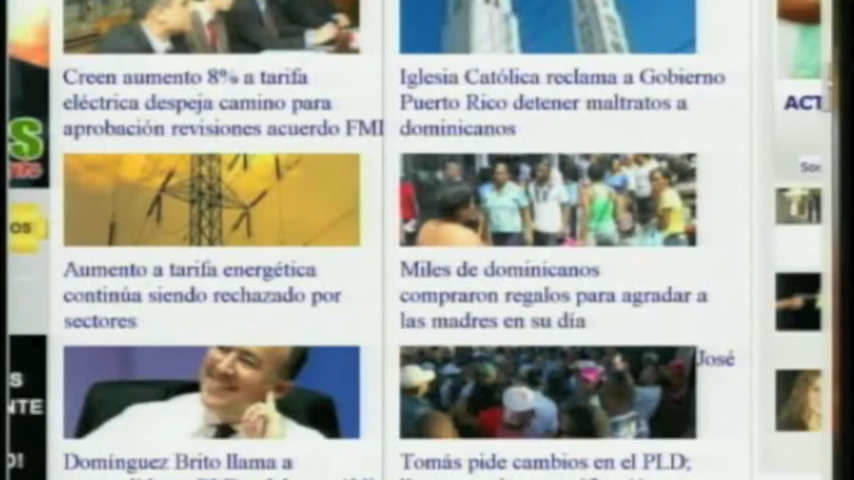 Creen aumento 8% a tarifa
eléctrica despeja camino para
aprobación revisiones acuerdo FMI
Iglesia Católica reclama a Gobierno
Puerto Rico detener maltratos a
dominicanos
ACT
S
OS
Aumento a tarifa energética
continúa siendo rechazado por
sectores
Miles de dominicanos
compraron regalos para agradar a
las madres en su día
S
NTE
José
Domínguez Brito llama a
Tomás pide cambios en el PLD;